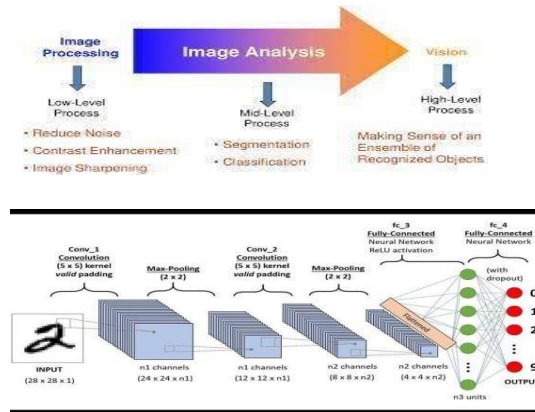 Image
Processing
Image Analysis
Vision
Low-Level
Process
• Reduce Noise
• Contrast Enhancement
• Image Sharpening
Mid-Level
Process
• Segmentation
• Classification
High-Level
Process
Making Sense of an
Ensemble of
Recognized Objects
Conv_1
Convolution
(5 x 5) kernel
valid padding
Max-Pooling
(2 x 2)
Conv_2
Convolution
(5 x 5) kernel
valid padding
Max-Pooling
(2 x 2)
fc_3
Fully-Connected
Neural Network
ReLU activation
fc_4
Fully-Connected
Neural Network
(with
dropout)
Flattened
2
0
1
2
9
INPUT
(28 x 28 x 1)
n1 channels
(24 x 24 x n1)
n1 channels
(12 x 12 x n1)
n2 channels
(8 x 8 x n2)
n2 channels
(4 x 4 x n2)
n3 units
OUTPU